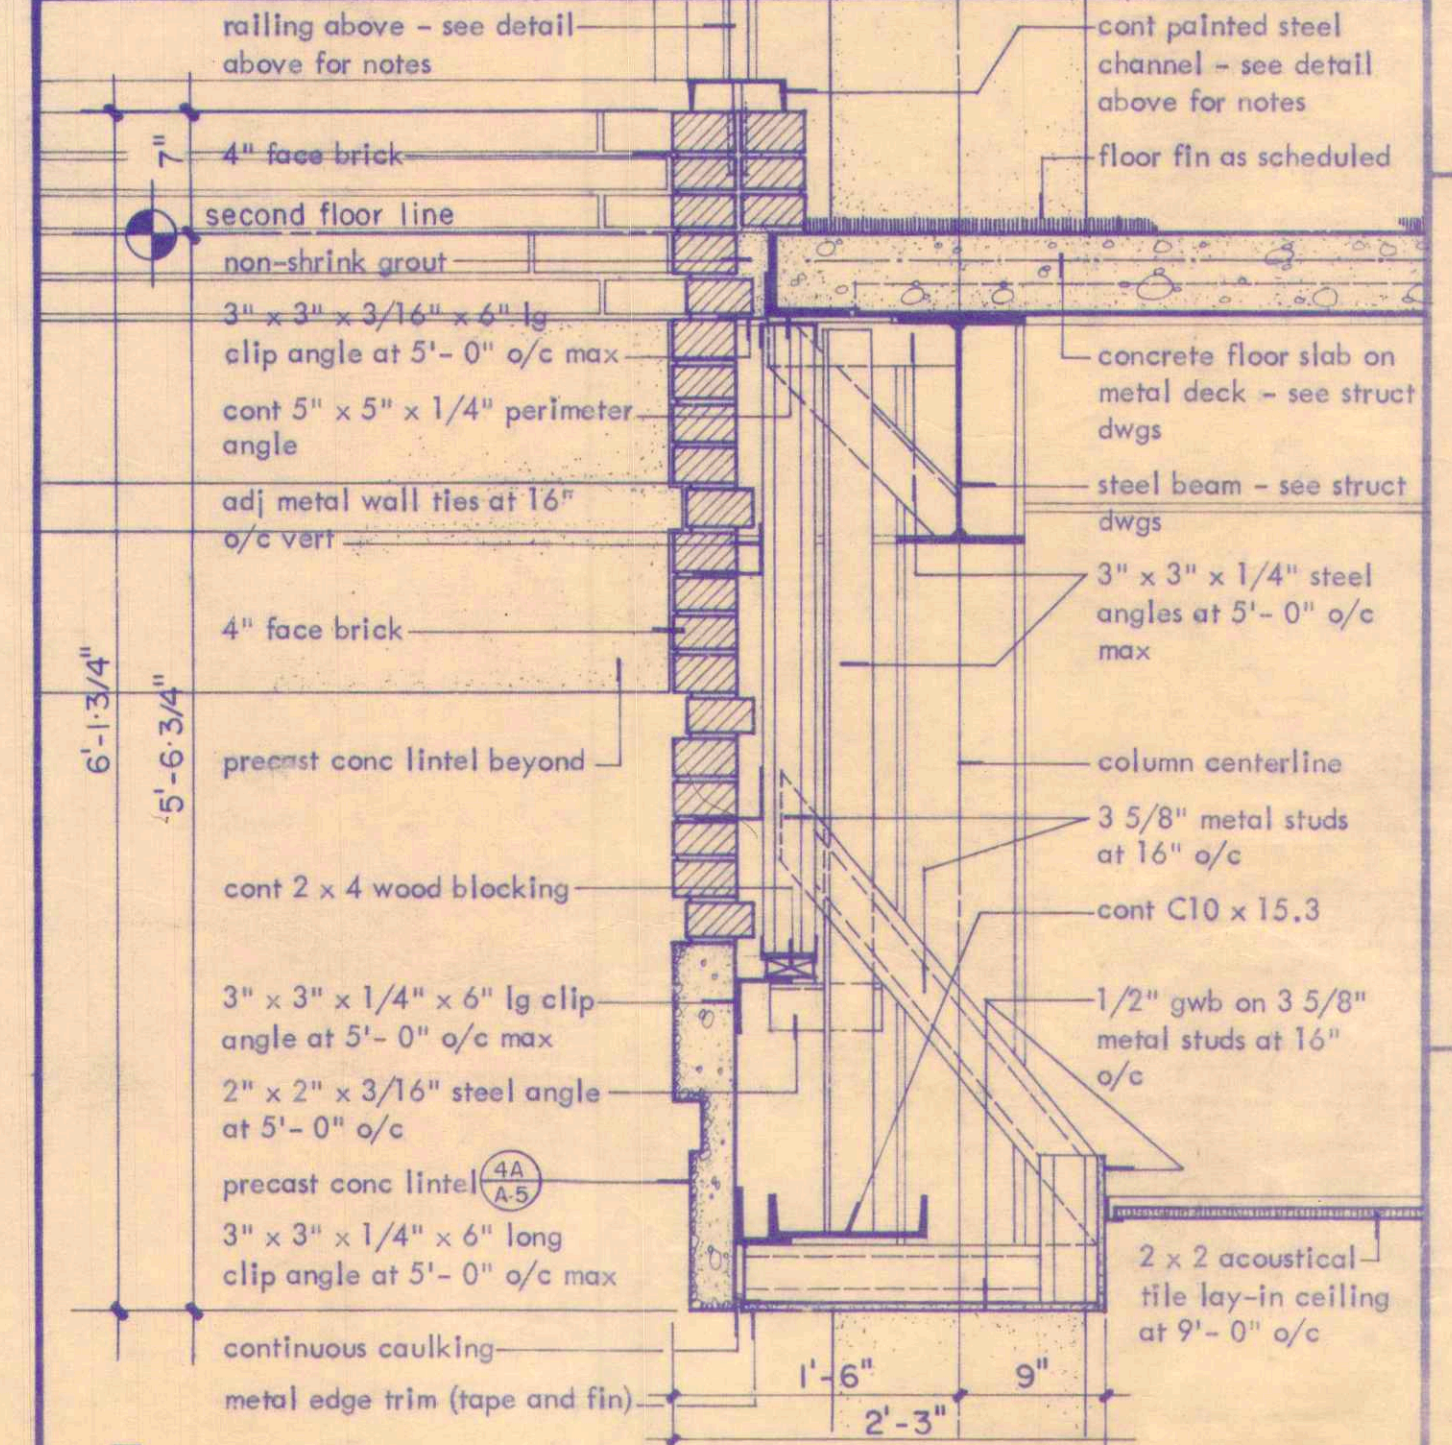 railing above - see detail
above for notes
7"
4" face brick
second floor line
non-shrink grout
3" x 3" x 3/16" x 6" lg
clip angle at 5'- 0" o/c max
cont 5" x 5" x 1/4" perimeter
angle
adj metal wall ties at 16"
o/c vert
4" face brick
6'-1·3/4"
5'-6·3/4"
precast conc lintel beyond
cont 2 x 4 wood blocking
3" x 3" x 1/4" x 6" lg clip
angle at 5'- 0" o/c max
2" x 2" x 3/16" steel angle
at 5'- 0" o/c
precast conc lintel
4A
A-5
3" x 3" x 1/4" x 6" long
clip angle at 5'- 0" o/c max
continuous caulking
metal edge trim (tape and fin)
cont painted steel
channel - see detail
above for notes
floor fin as scheduled
concrete floor slab on
metal deck - see struct
dwgs
steel beam - see struct
dwgs
3" x 3" x 1/4" steel
angles at 5'- 0" o/c
max
column centerline
3 5/8" metal studs
at 16" o/c
cont C10 x 15.3
1/2" gwb on 3 5/8"
metal studs at 16"
o/c
2 x 2 acoustical
tile lay-in ceiling
at 9'- 0" o/c
1'-6"
9"
2'-3"